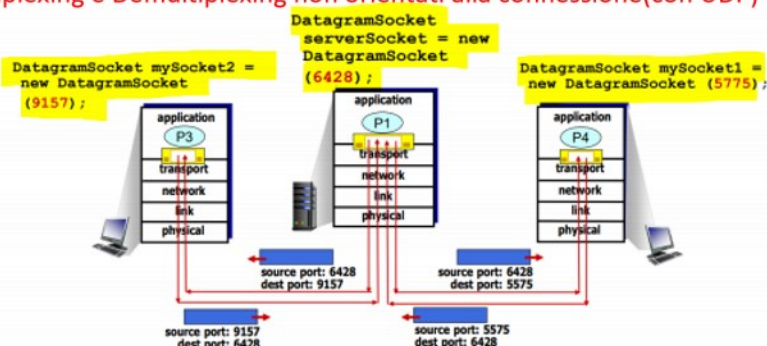 plexing e Demultiplexing non orientati alla connessione(con UDP)
DatagramSocket
serverSocket = new
DatagramSocket
(6428);
DatagramSocket mySocket2 =
new DatagramSocket
(9157);
DatagramSocket mySocket1 =
new DatagramSocket (5775);
application
P3
transport
network
link
physical
application
P1
transport
network
link
physical
application
P4
transport
network
link
physical
source port: 6428
dest port: 9157
source port: 6428
dest port: 5575
source port: 9157
dest port: 6428
source port: 5575
dest port: 6428